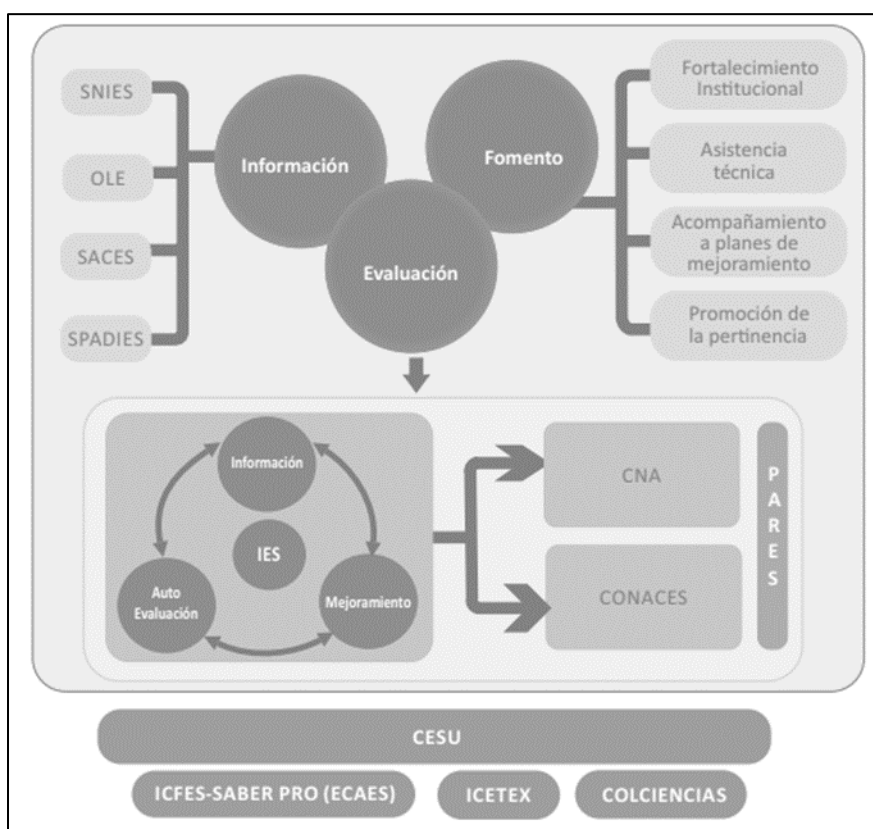 SNIES
OLE
SACES
SPADIES
Información
Fomento
Evaluación
Fortalecimiento
Institucional
Asistencia
técnica
Acompañamiento
a planes de
mejoramiento
Promoción de
la pertinencia
Información
IES
Auto
Evaluación
Mejoramiento
CNA
CONACES
PARES
CESU
ICFES-SABER PRO (ECAES)
ICETEX
COLCIENCIAS